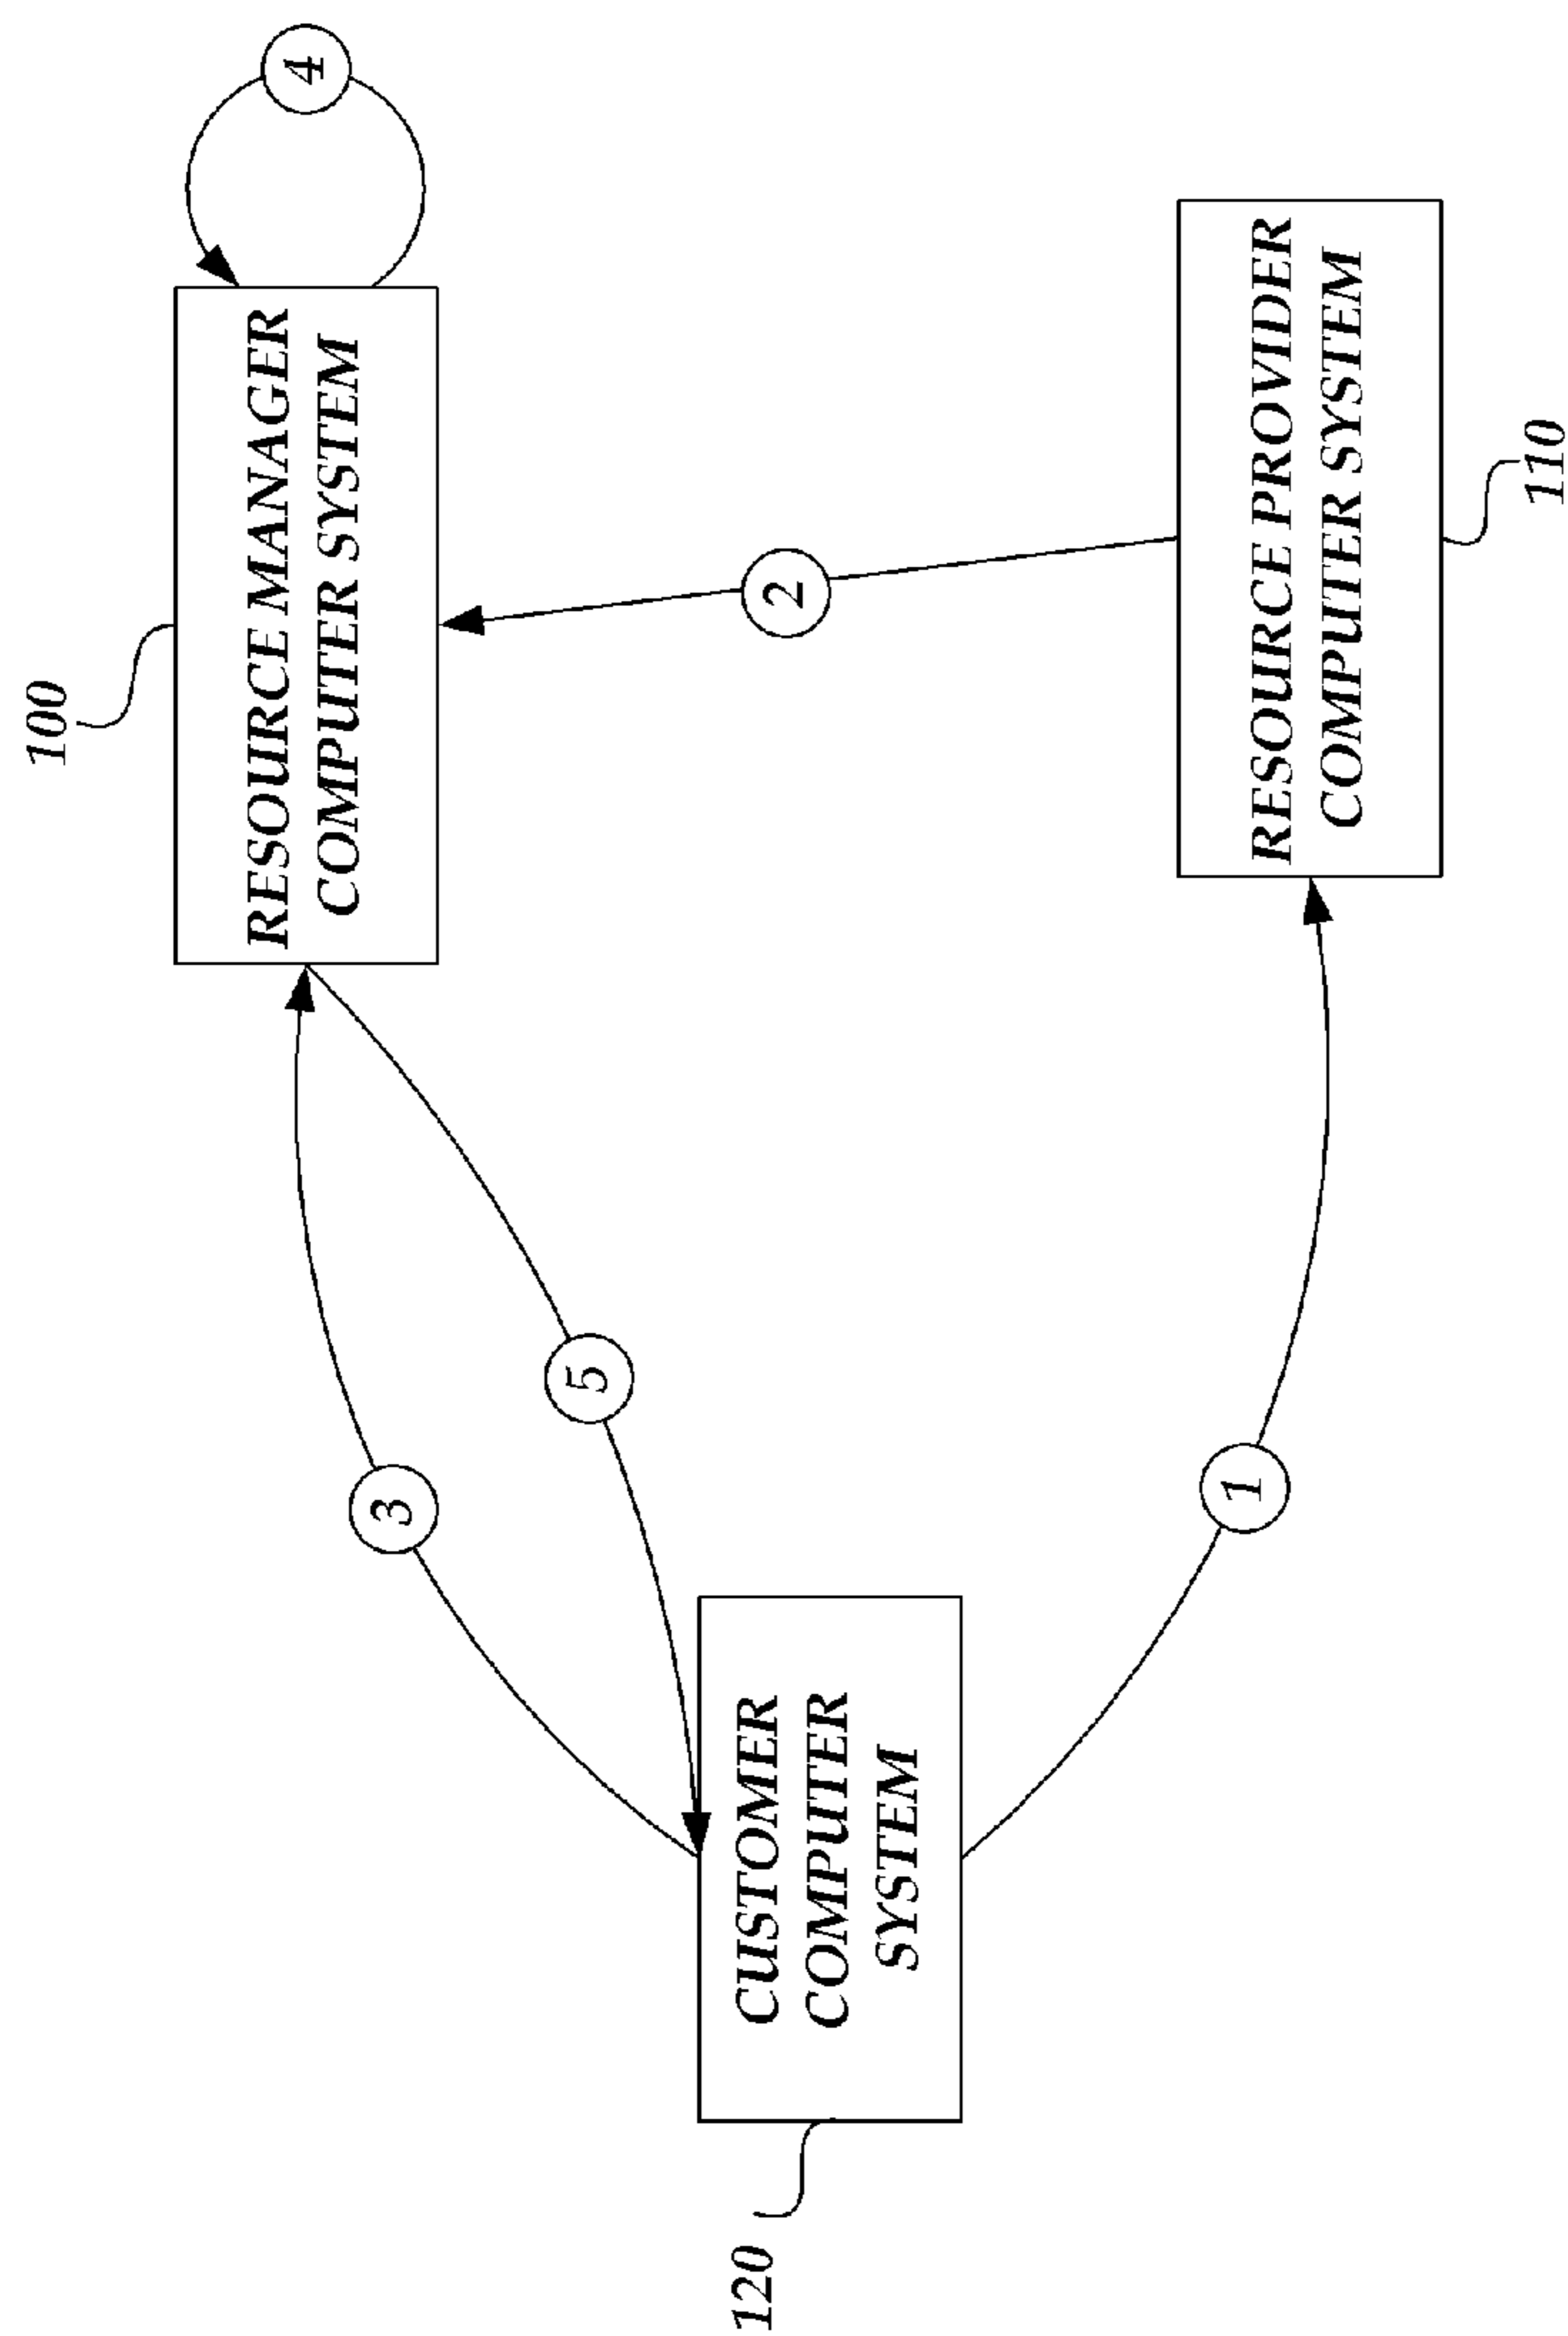 100
RESOURCE MANAGER
COMPUTER SYSTEM
4
3
5
2
CUSTOMER
COMPUTER
SYSTEM
120
1
RESOURCE PROVIDER
COMPUTER SYSTEM
110